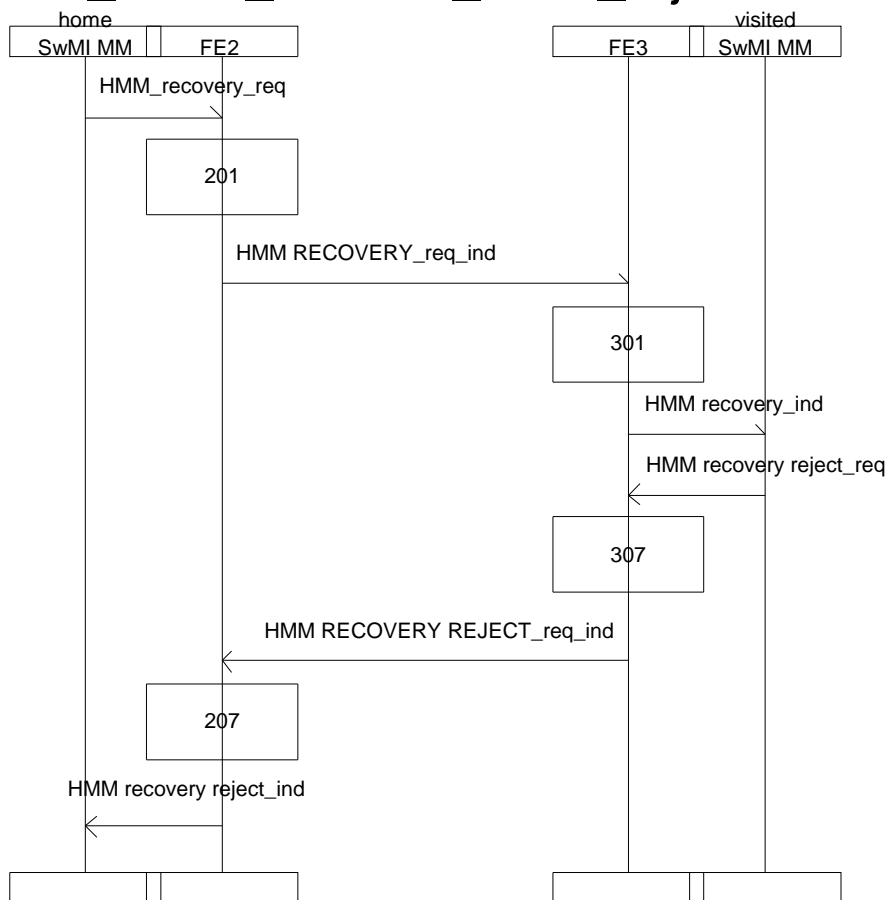 home
visited
SwMI MM
FE2
FE3
SwMI MM
HMM_recovery_req
201
HMM RECOVERY_req_ind
301
HMM recovery_ind
HMM recovery reject_req
307
HMM RECOVERY REJECT_req_ind
207
HMM recovery reject_ind